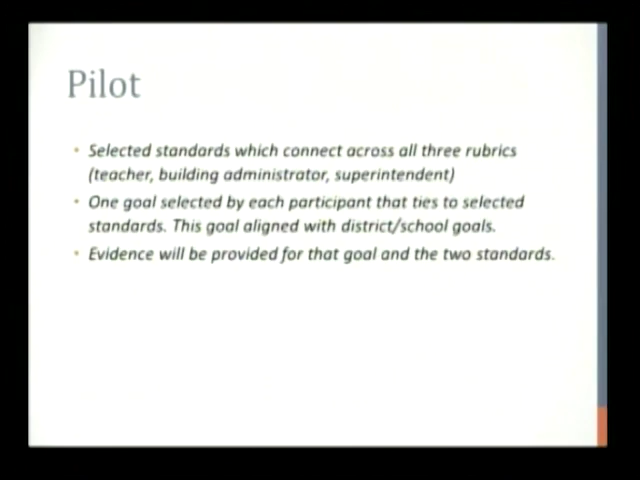 Pilot
Selected standards which connect across all three rubrics
(teacher, building administrator, superintendent)
One goal selected by each participant that ties to selected
standards. This goal aligned with district/school goals.
Evidence will be provided for that goal and the two standards.